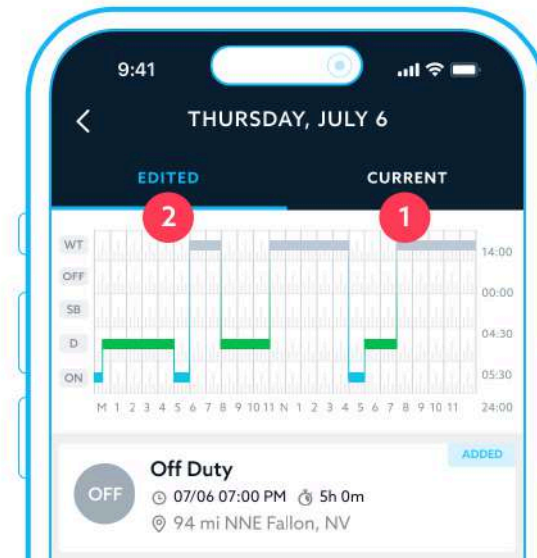 9:41
THURSDAY, JULY 6
EDITED CURRENT
2 1
WT 14:00
OFF 00:00
SB 04:30
D 05:30
ON
M 1 2 3 4 5 6 7 8 9 10 11 N 1 2 3 4 5 6 7 8 9 10 11 24:00
ADDED
Off Duty
OFF 07/06 07:00 PM 5h 0m
94 mi NNE Fallon, NV